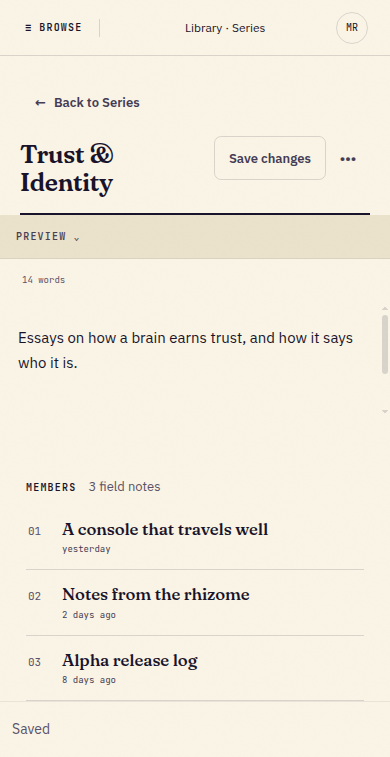 ≡ BROWSE
Library · Series
MR
← Back to Series
Trust &
Identity
Save changes
•••
PREVIEW ⌄
14 words
Essays on how a brain earns trust, and how it says
who it is.
MEMBERS 3 field notes
01 A console that travels well
yesterday
02 Notes from the rhizome
2 days ago
03 Alpha release log
8 days ago
Saved